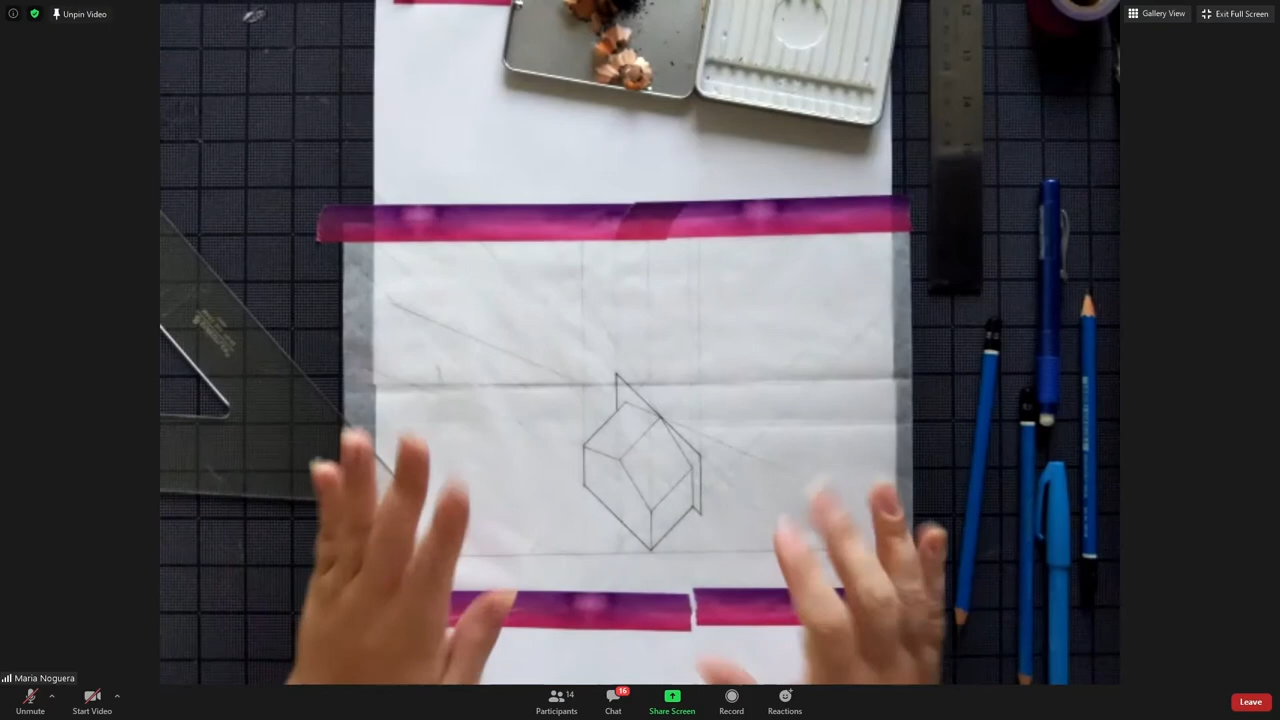 Unpin Video
Gallery View
Exit Full Screen
Maria Noguera
Unmute
Start Video
Participants
14
Chat
16
Share Screen
Record
Reactions
Leave